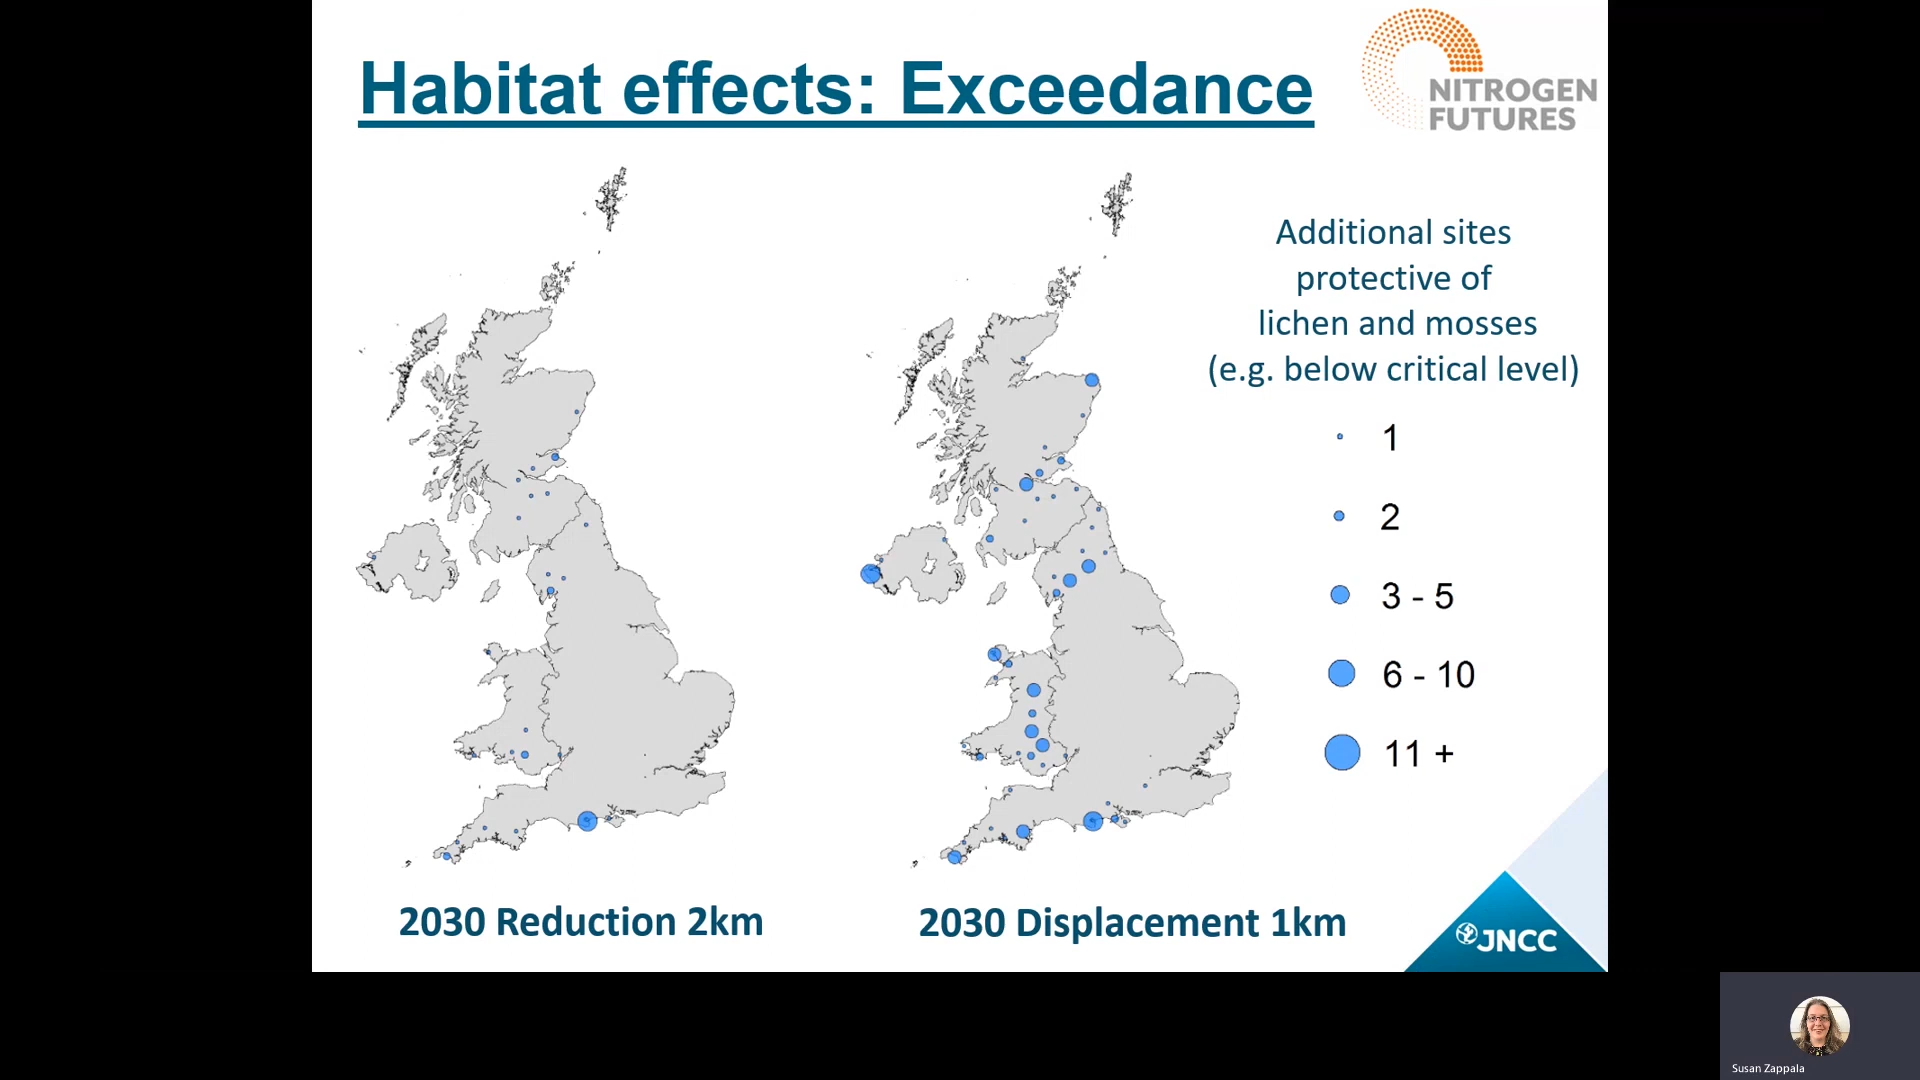 Habitat effects: Exceedance
NITROGEN
FUTURES
Additional sites
protective of
lichen and mosses
(e.g. below critical level)
1
2
3 - 5
6 - 10
11 +
2030 Reduction 2km
2030 Displacement 1km
JNCC
Susan Zappala